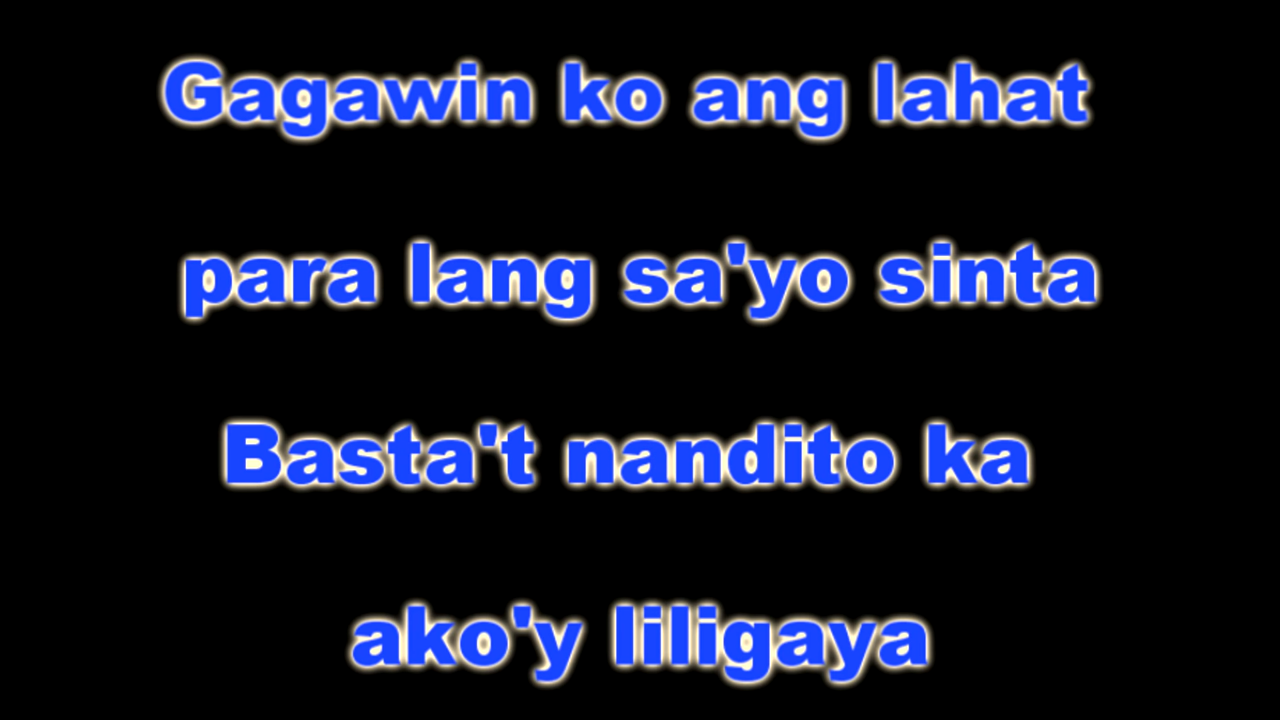 Gagawin ko ang lahat
para lang sa'yo sinta
Basta't nandito ka
ako'y liligaya